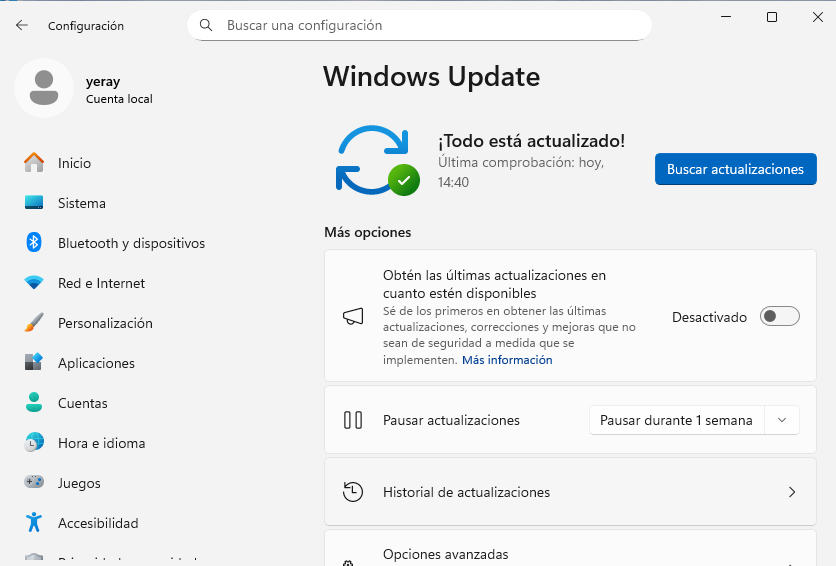 Configuración
Buscar una configuración
yeray
Cuenta local
Inicio
Sistema
Bluetooth y dispositivos
Red e Internet
Personalización
Aplicaciones
Cuentas
Hora e idioma
Juegos
Accesibilidad
Windows Update
¡Todo está actualizado!
Última comprobación: hoy,
14:40
Buscar actualizaciones
Más opciones
Obtén las últimas actualizaciones en
cuanto estén disponibles
Sé de los primeros en obtener las últimas
actualizaciones, correcciones y mejoras que no
sean de seguridad a medida que se
implementen. Más información
Desactivado
Pausar actualizaciones
Pausar durante 1 semana
Historial de actualizaciones
Opciones avanzadas